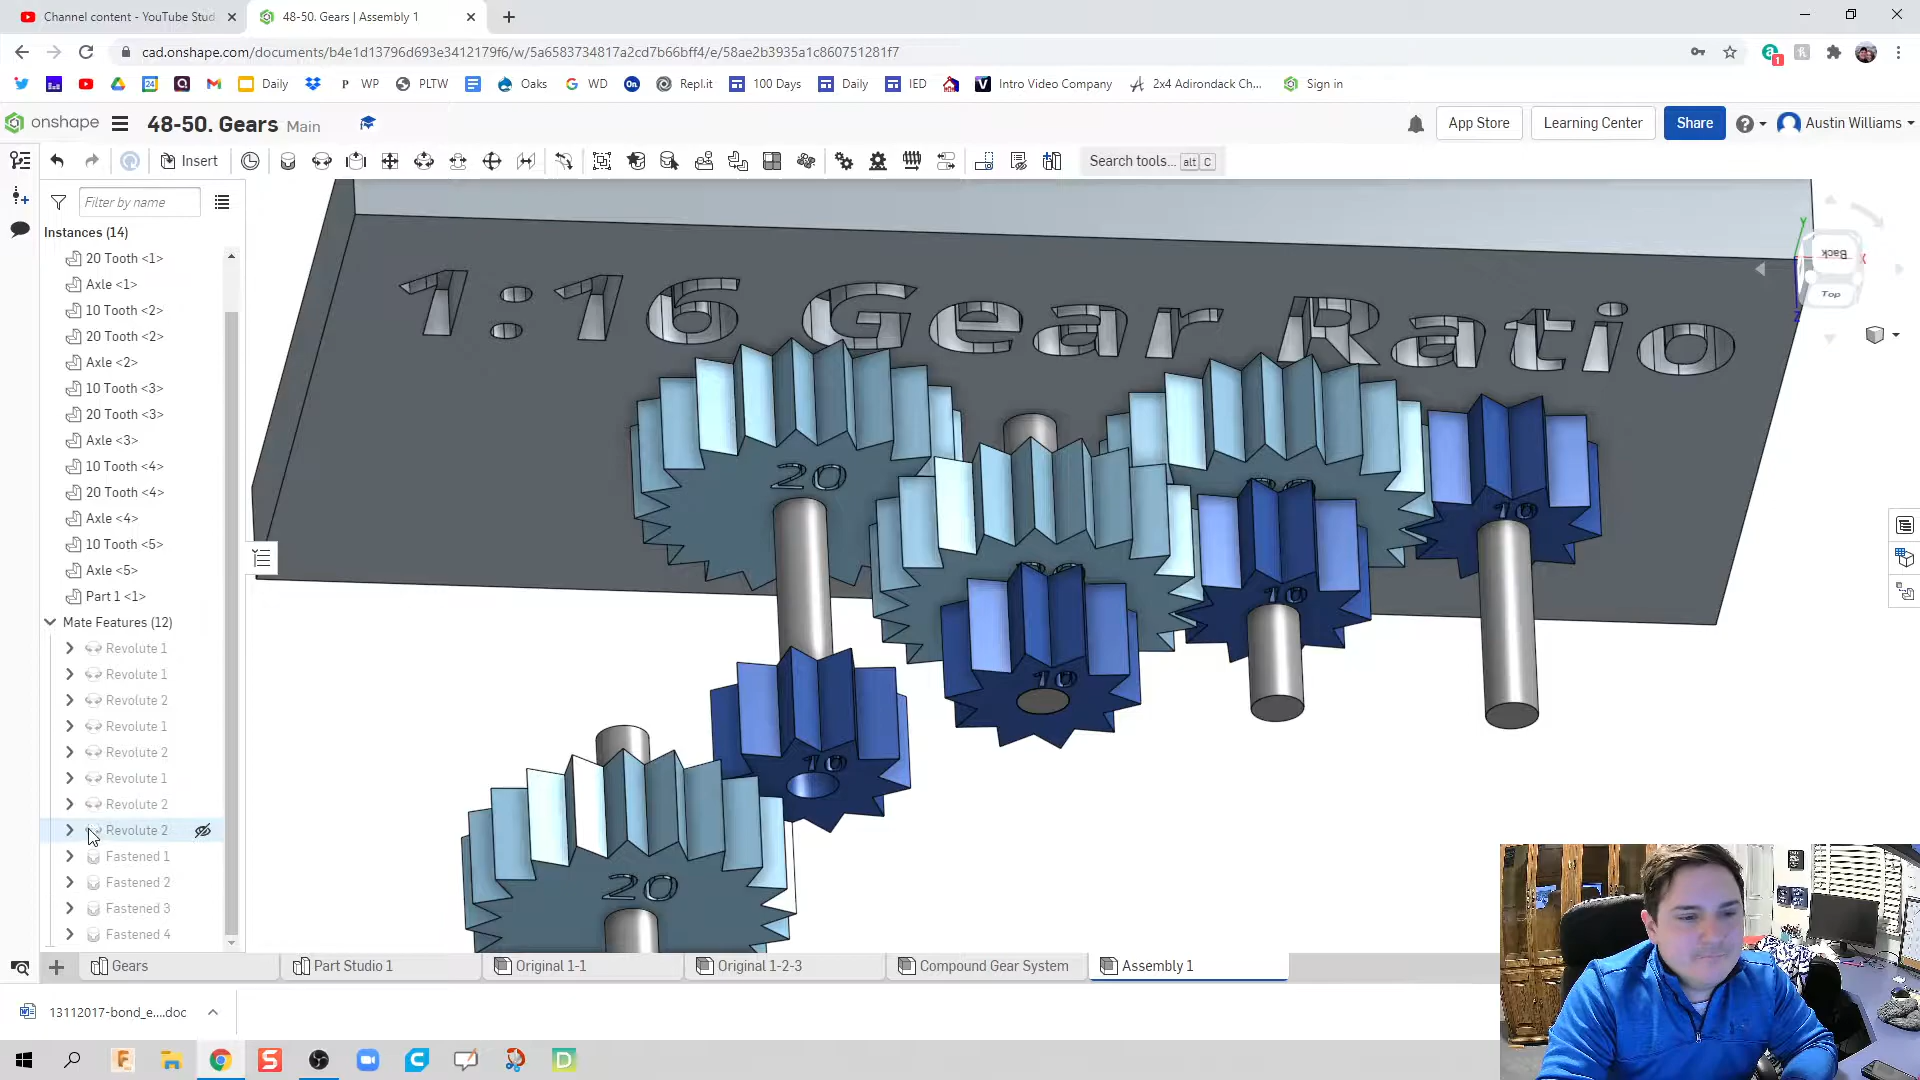 Channel content - YouTube Stud
48-50. Gears | Assembly 1
cad.onshape.com/documents/b4e1d13796d693e3412179f6/w/5a6583734817a2cd7b66bff4/e/58ae2b3935a1c860751281f7
Daily
P WP
PLTW
Oaks
G WD
On
Repl.it
100 Days
Daily
IED
Intro Video Company
2x4 Adirondack Ch...
Sign in
onshape
48-50. Gears Main
App Store
Learning Center
Share
Austin Williams
Insert
Search tools... alt C
Filter by name
Instances (14)
20 Tooth <1>
Axle <1>
10 Tooth <2>
20 Tooth <2>
Axle <2>
10 Tooth <3>
20 Tooth <3>
Axle <3>
10 Tooth <4>
20 Tooth <4>
Axle <4>
10 Tooth <5>
Axle <5>
Part 1 <1>
Mate Features (12)
Revolute 1
Revolute 1
Revolute 2
Revolute 1
Revolute 2
Revolute 1
Revolute 2
Revolute 2
Fastened 1
Fastened 2
Fastened 3
Fastened 4
1:16 Gear Ratio
20
10
10
10
10
20
Y
X
Z
Back
Top
Gears
Part Studio 1
Original 1-1
Original 1-2-3
Compound Gear System
Assembly 1
13112017-bond_e....doc